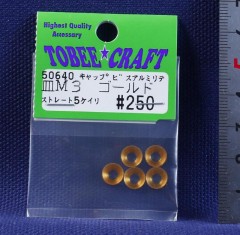 Highest Quality
Accessory
TOBEE★CRAFT
50640 キャップビスアルミリテ
皿M3 ゴールド
ストレート5ケイリ #250